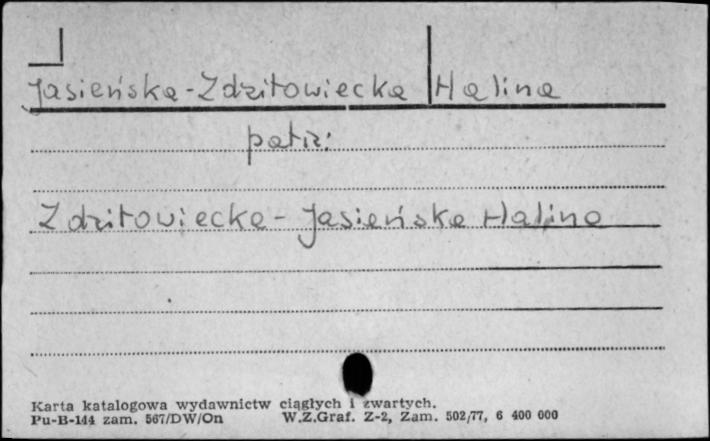 Jasieńska-Zdzitowiecka Halina
patrz:
Zdzitowiecka-Jasieńska Halina
Karta katalogowa wydawnictw ciągłych i zwartych.
Pu-B-144 zam. 567/DW/On W.Z.Graf. Z-2, Zam. 502/77, 6 400 000